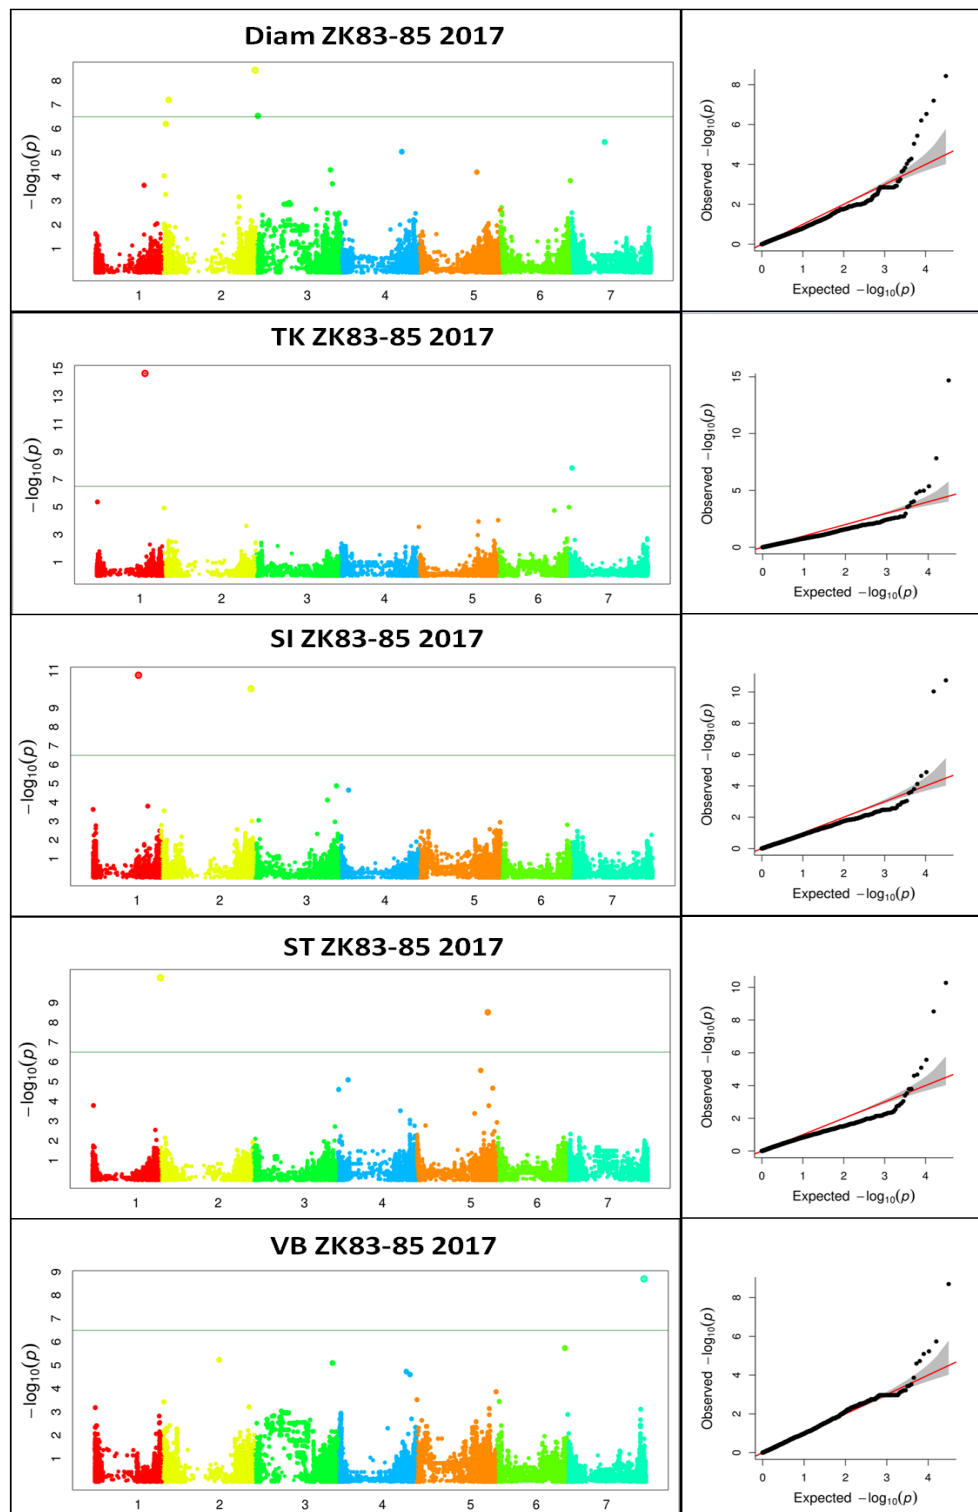 Diam ZK83-85 2017
−log10(p)
8
7
6
5
4
3
2
1
1 2 3 4 5 6 7
Observed −log10(p)
8
6
4
2
0
0 1 2 3 4
Expected −log10(p)
TK ZK83-85 2017
−log10(p)
15
13
11
9
7
5
3
1
1 2 3 4 5 6 7
Observed −log10(p)
15
10
5
0
0 1 2 3 4
Expected −log10(p)
SI ZK83-85 2017
−log10(p)
11
9
8
7
6
5
4
3
2
1
1 2 3 4 5 6 7
Observed −log10(p)
10
8
6
4
2
0
0 1 2 3 4
Expected −log10(p)
ST ZK83-85 2017
−log10(p)
9
8
7
6
5
4
3
2
1
1 2 3 4 5 6 7
Observed −log10(p)
10
8
6
4
2
0
0 1 2 3 4
Expected −log10(p)
VB ZK83-85 2017
−log10(p)
9
8
7
6
5
4
3
2
1
1 2 3 4 5 6 7
Observed −log10(p)
8
6
4
2
0
0 1 2 3 4
Expected −log10(p)